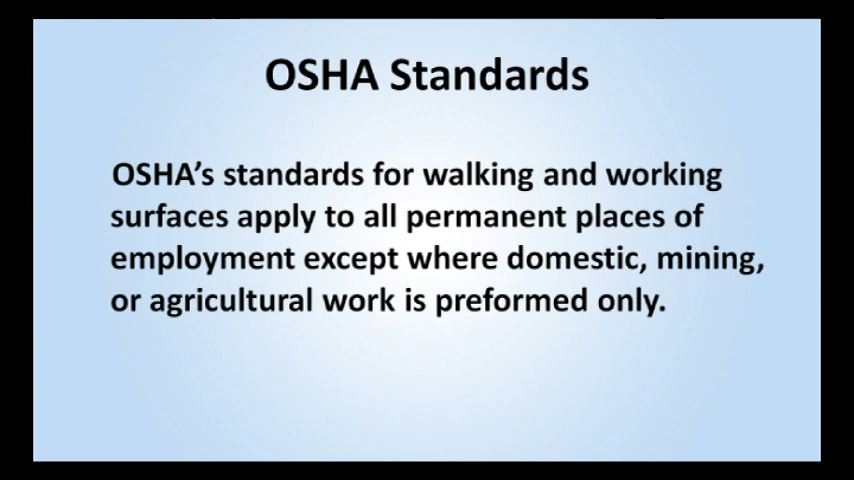 OSHA Standards
OSHA’s standards for walking and working
surfaces apply to all permanent places of
employment except where domestic, mining,
or agricultural work is preformed only.